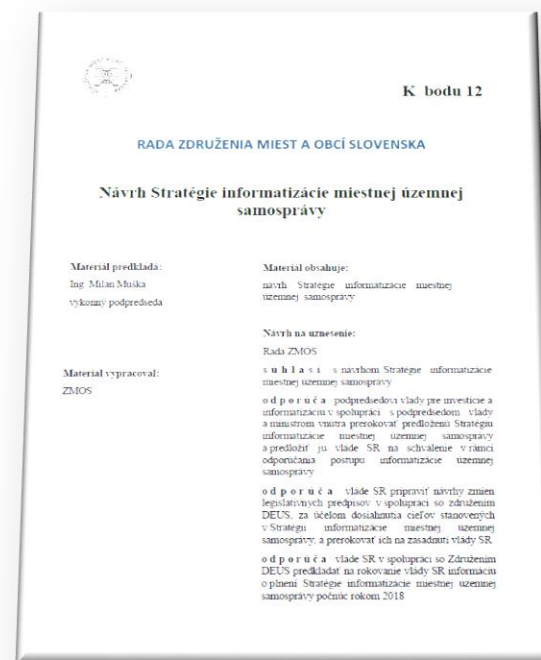 K bodu 12
RADA ZDRUŽENIA MIEST A OBCÍ SLOVENSKA
Návrh Stratégie informatizácie miestnej územnej
samosprávy
Materiál predkladá:
Ing. Milan Muška
výkonný podpredseda
Materiál vypracoval:
ZMOS
Materiál obsahuje:
návrh Stratégie informatizácie miestnej
územnej samosprávy
Návrh na uznesenie:
Rada ZMOS
s ú h l a s í s návrhom Stratégie informatizácie
miestnej územnej samosprávy
o d p o r ú č a podpredsedovi vlády pre investície a
informatizáciu v spolupráci s podpredsedom vlády
a ministrom vnútra prerokovať predloženú Stratégiu
informatizácie miestnej územnej samosprávy
a predložiť ju vláde SR na schválenie v rámci
odporúčania postupu informatizácie územnej
samosprávy
o d p o r ú č a vláde SR pripraviť návrhy zmien
legislatívnych predpisov v spolupráci so združením
DEUS, za účelom dosiahnutia cieľov stanovených
v Stratégii informatizácie miestnej územnej
samosprávy, a prerokovať ich na zasadnutí vlády SR
o d p o r ú č a vláde SR v spolupráci so Združením
DEUS predkladať na rokovanie vlády SR informáciu
o plnení Stratégie informatizácie miestnej územnej
samosprávy počnúc rokom 2018